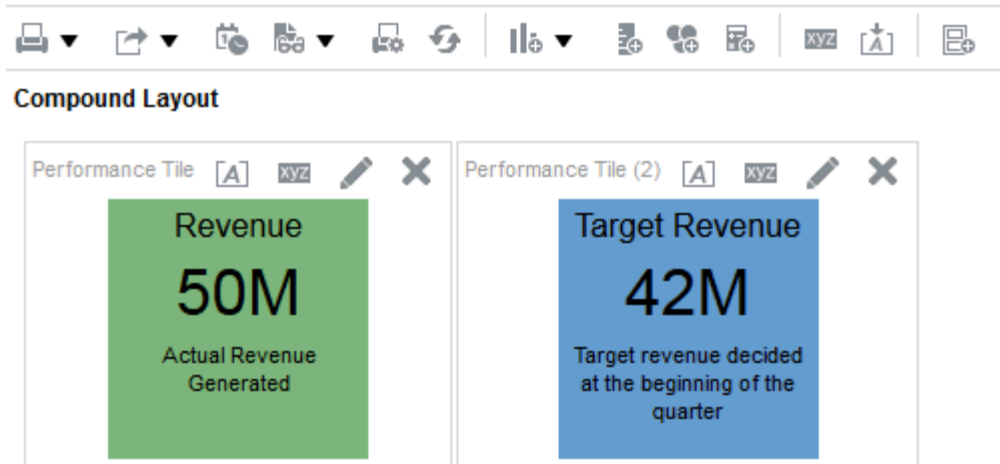 xyz A
Compound Layout
Performance Tile A xyz
Performance Tile (2) A xyz
Revenue
50M
Actual Revenue
Generated
Target Revenue
42M
Target revenue decided
at the beginning of the
quarter